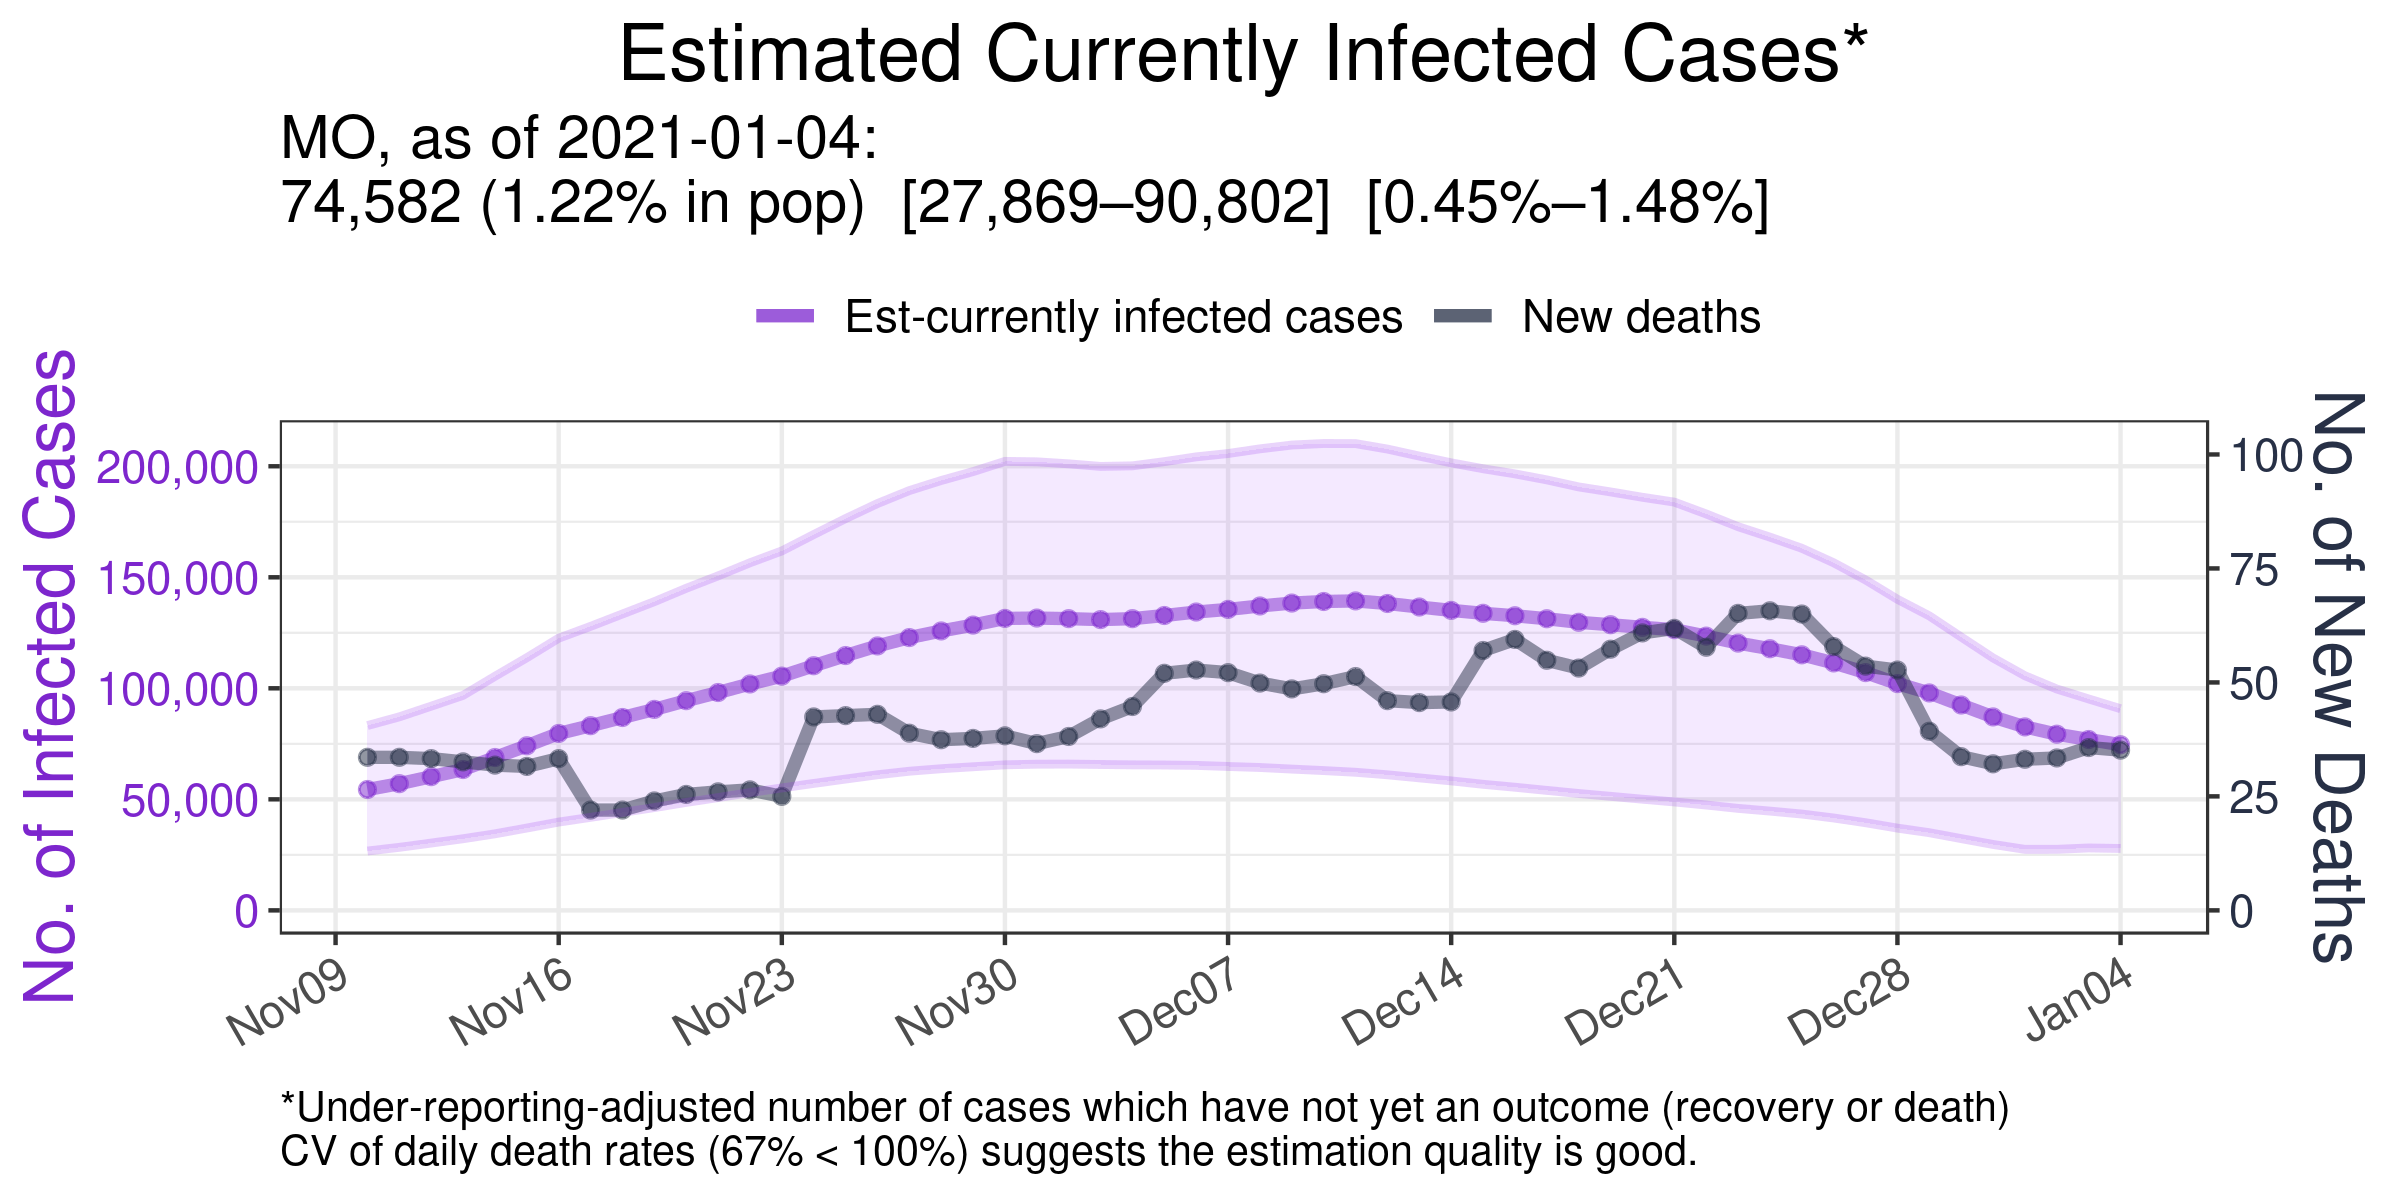 Estimated Currently Infected Cases*
MO, as of 2021-01-04:
74,582 (1.22% in pop)  [27,869–90,802]  [0.45%–1.48%]
Est-currently infected cases
New deaths
No. of Infected Cases
200,000
150,000
100,000
50,000
0
100
75
50
25
0
No. of New Deaths
Nov09
Nov16
Nov23
Nov30
Dec07
Dec14
Dec21
Dec28
Jan04
*Under-reporting-adjusted number of cases which have not yet an outcome (recovery or death)
CV of daily death rates (67% < 100%) suggests the estimation quality is good.